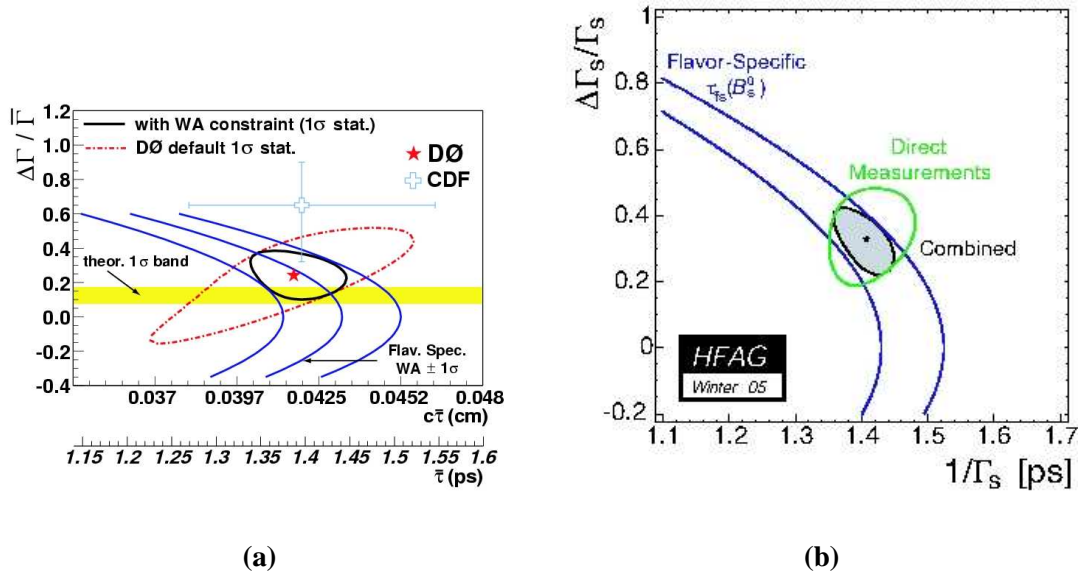 ΔΓ / Γ̅
1.2
1.0
0.8
0.6
0.4
0.2
0.0
-0.2
-0.4
with WA constraint (1σ stat.)
DØ default 1σ stat.
DØ
CDF
theor. 1σ band
Flav. Spec.
WA ± 1σ
0.037 0.0397 0.0425 0.0452 0.048
cτ̅ (cm)
1.15 1.2 1.25 1.3 1.35 1.4 1.45 1.5 1.55 1.6
τ̅ (ps)
(a)
ΔΓs/Γs
1
0.8
0.6
0.4
0.2
0
-0.2
Flavor-Specific
τfs(B⁰s)
Direct
Measurements
Combined
HFAG
Winter 05
1.1 1.2 1.3 1.4 1.5 1.6 1.7
1/Γs [ps]
(b)